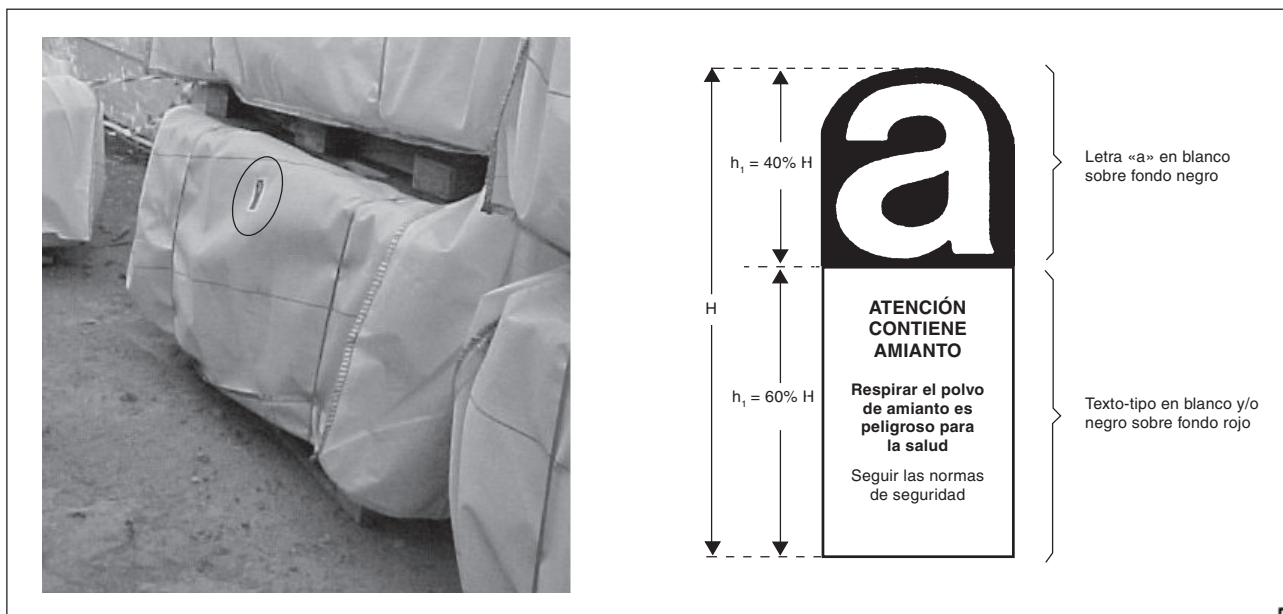 a
h₁ = 40% H
Letra «a» en blanco
sobre fondo negro
H
ATENCIÓN
CONTIENE
AMIANTO
Respirar el polvo
de amianto es
peligroso para
la salud
Seguir las normas
de seguridad
h₁ = 60% H
Texto-tipo en blanco y/o
negro sobre fondo rojo